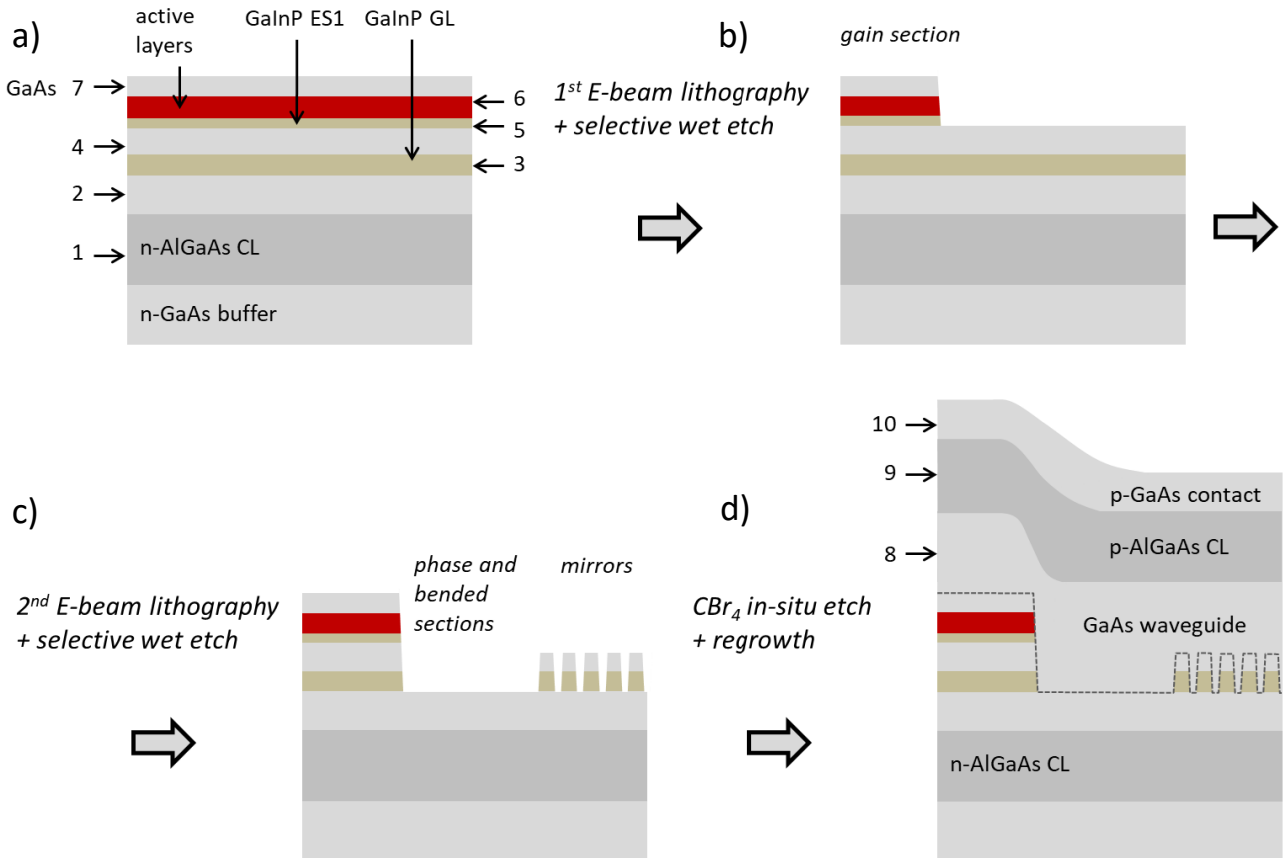 a)
active
layers
GaInP ES1
GaInP GL
GaAs 7
6
5
4
3
2
1
n-AlGaAs CL
n-GaAs buffer
1st E-beam lithography
+ selective wet etch
b)
gain section
c)
2nd E-beam lithography
+ selective wet etch
phase and
bended
sections
mirrors
CBr4 in-situ etch
+ regrowth
d)
10
9
8
p-GaAs contact
p-AlGaAs CL
GaAs waveguide
n-AlGaAs CL